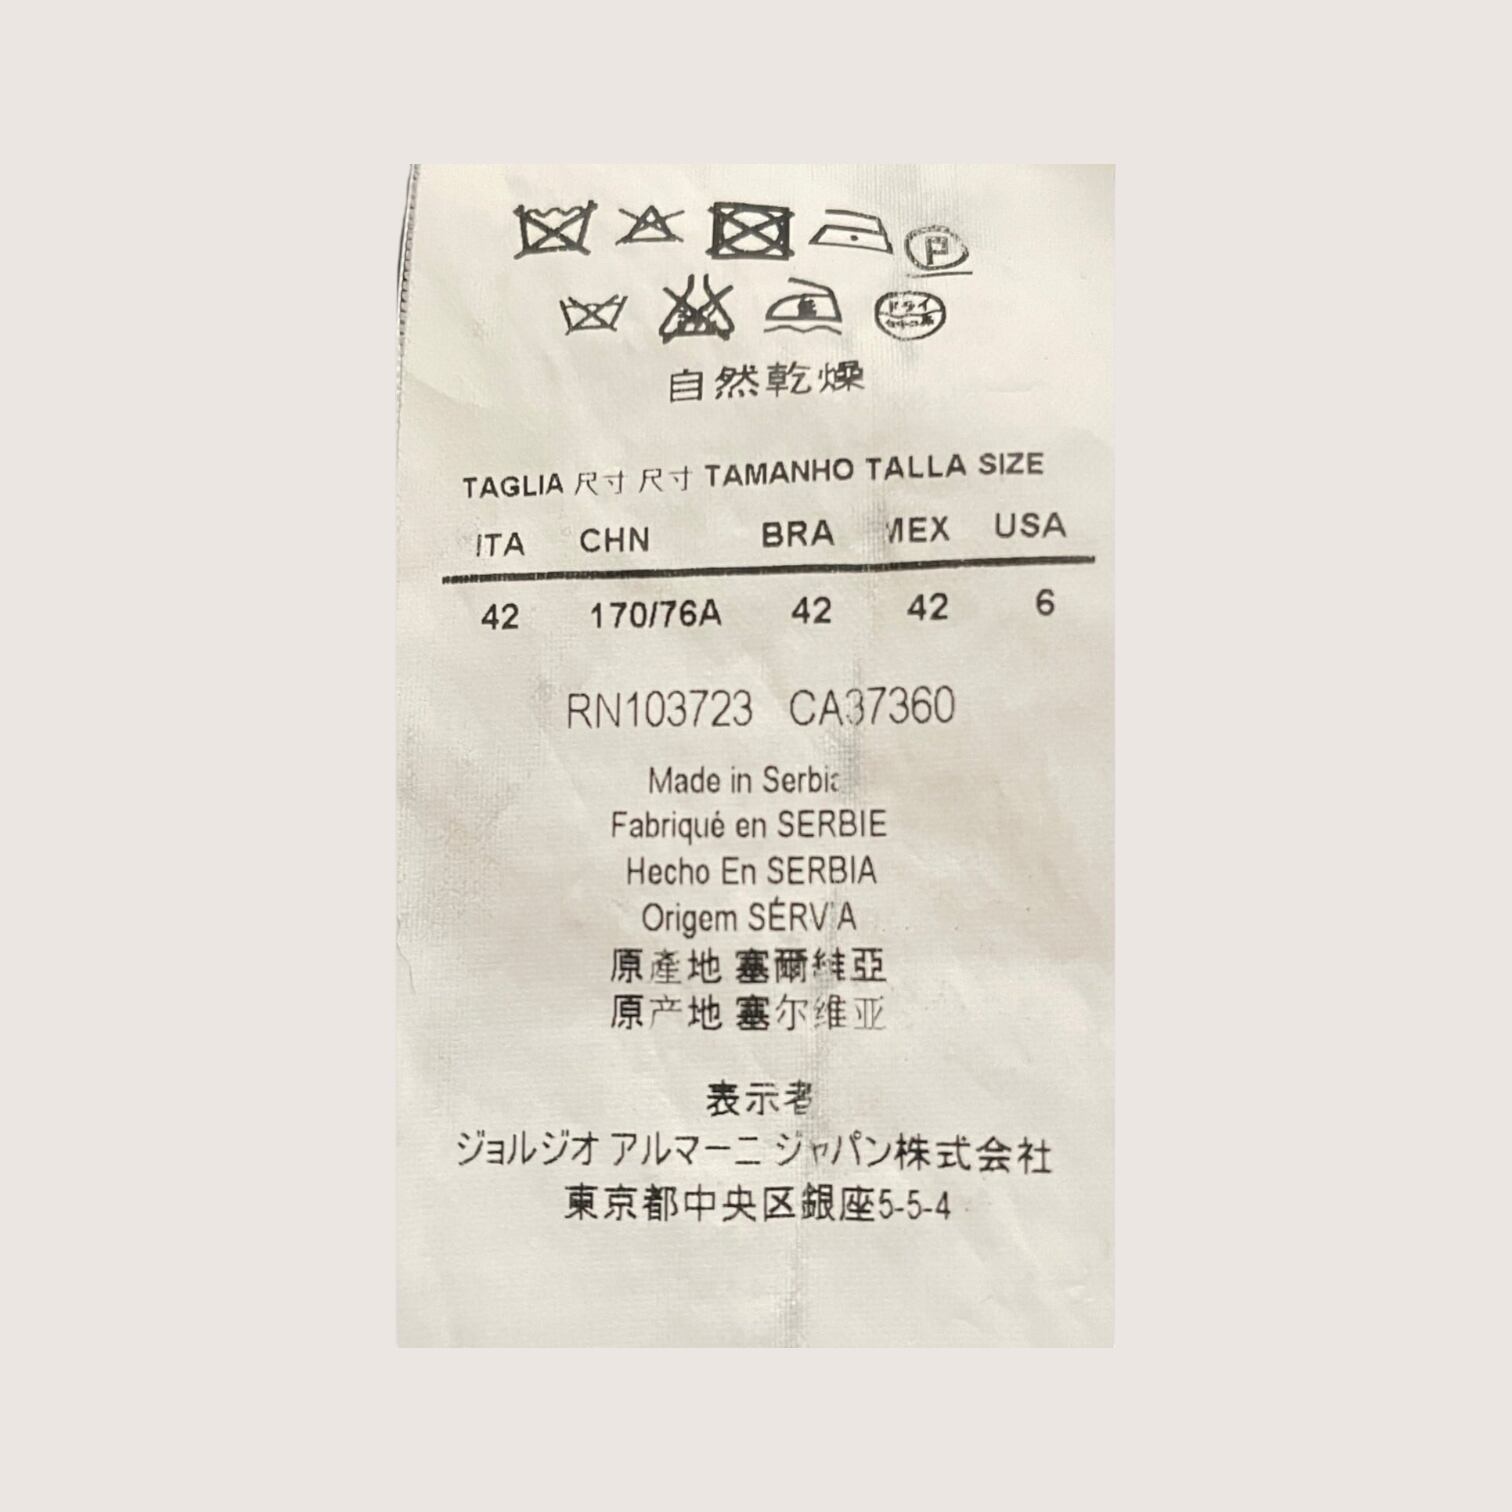 P
ドライ
自然乾燥
TAGLIA 尺寸 尺寸 TAMANHO TALLA SIZE
ITA CHN BRA MEX USA
42 170/76A 42 42 6
RN103723 CA37360
Made in Serbia
Fabriqué en SERBIE
Hecho En SERBIA
Origem SÉRVIA
原產地 塞爾維亞
原产地 塞尔维亚
表示者
ジョルジオ アルマーニ ジャパン株式会社
東京都中央区銀座5-5-4